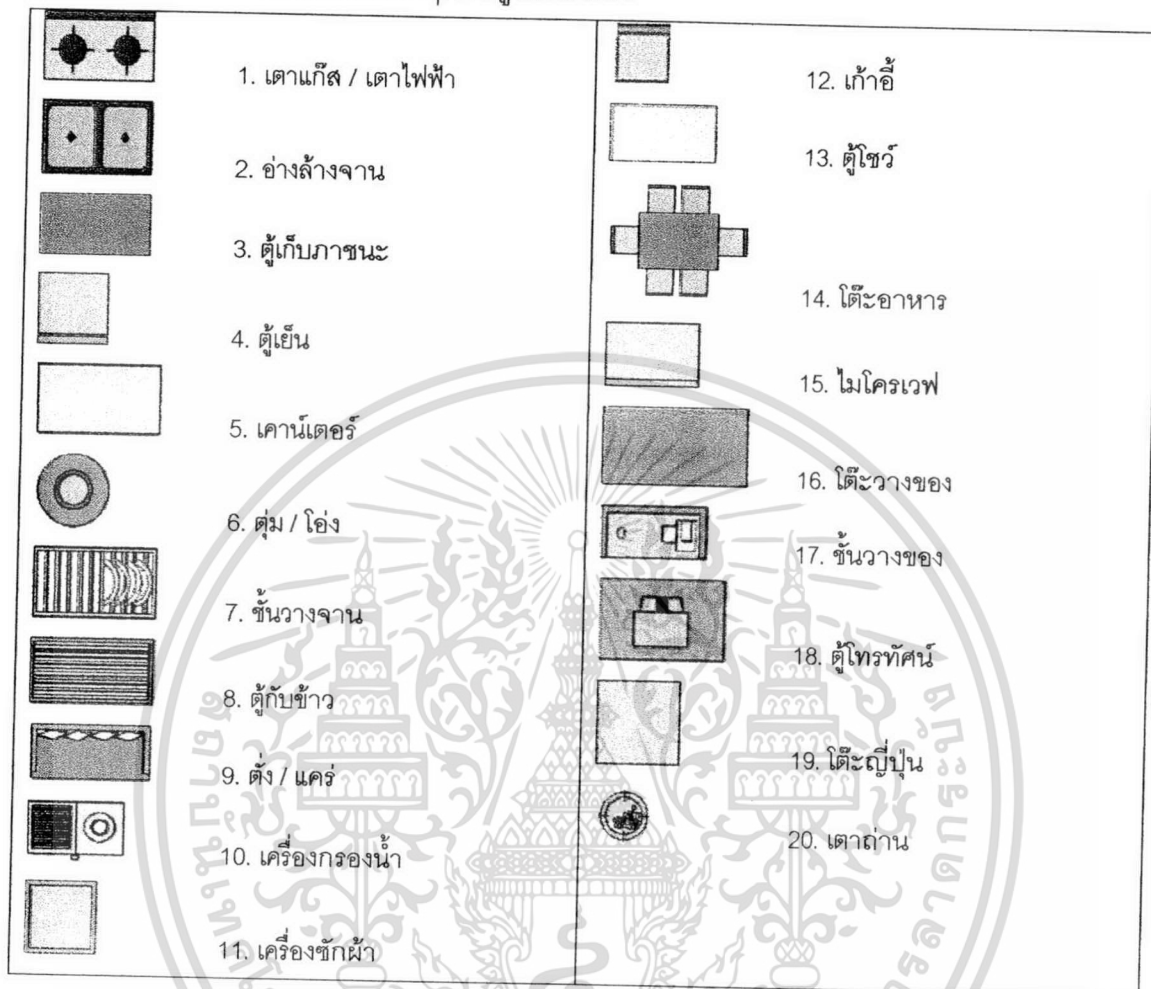 1. เตาแก๊ส / เตาไฟฟ้า
2. อ่างล้างจาน
3. ตู้เก็บภาชนะ
4. ตู้เย็น
5. เคาน์เตอร์
6. ตุ่ม / โอ่ง
7. ชั้นวางจาน
8. ตู้กับข้าว
9. ตั่ง / แคร่
10. เครื่องกรองน้ำ
11. เครื่องซักผ้า
12. เก้าอี้
13. ตู้โชว์
14. โต๊ะอาหาร
15. ไมโครเวฟ
16. โต๊ะวางของ
17. ชั้นวางของ
18. ตู้โทรทัศน์
19. โต๊ะญี่ปุ่น
20. เตาถ่าน